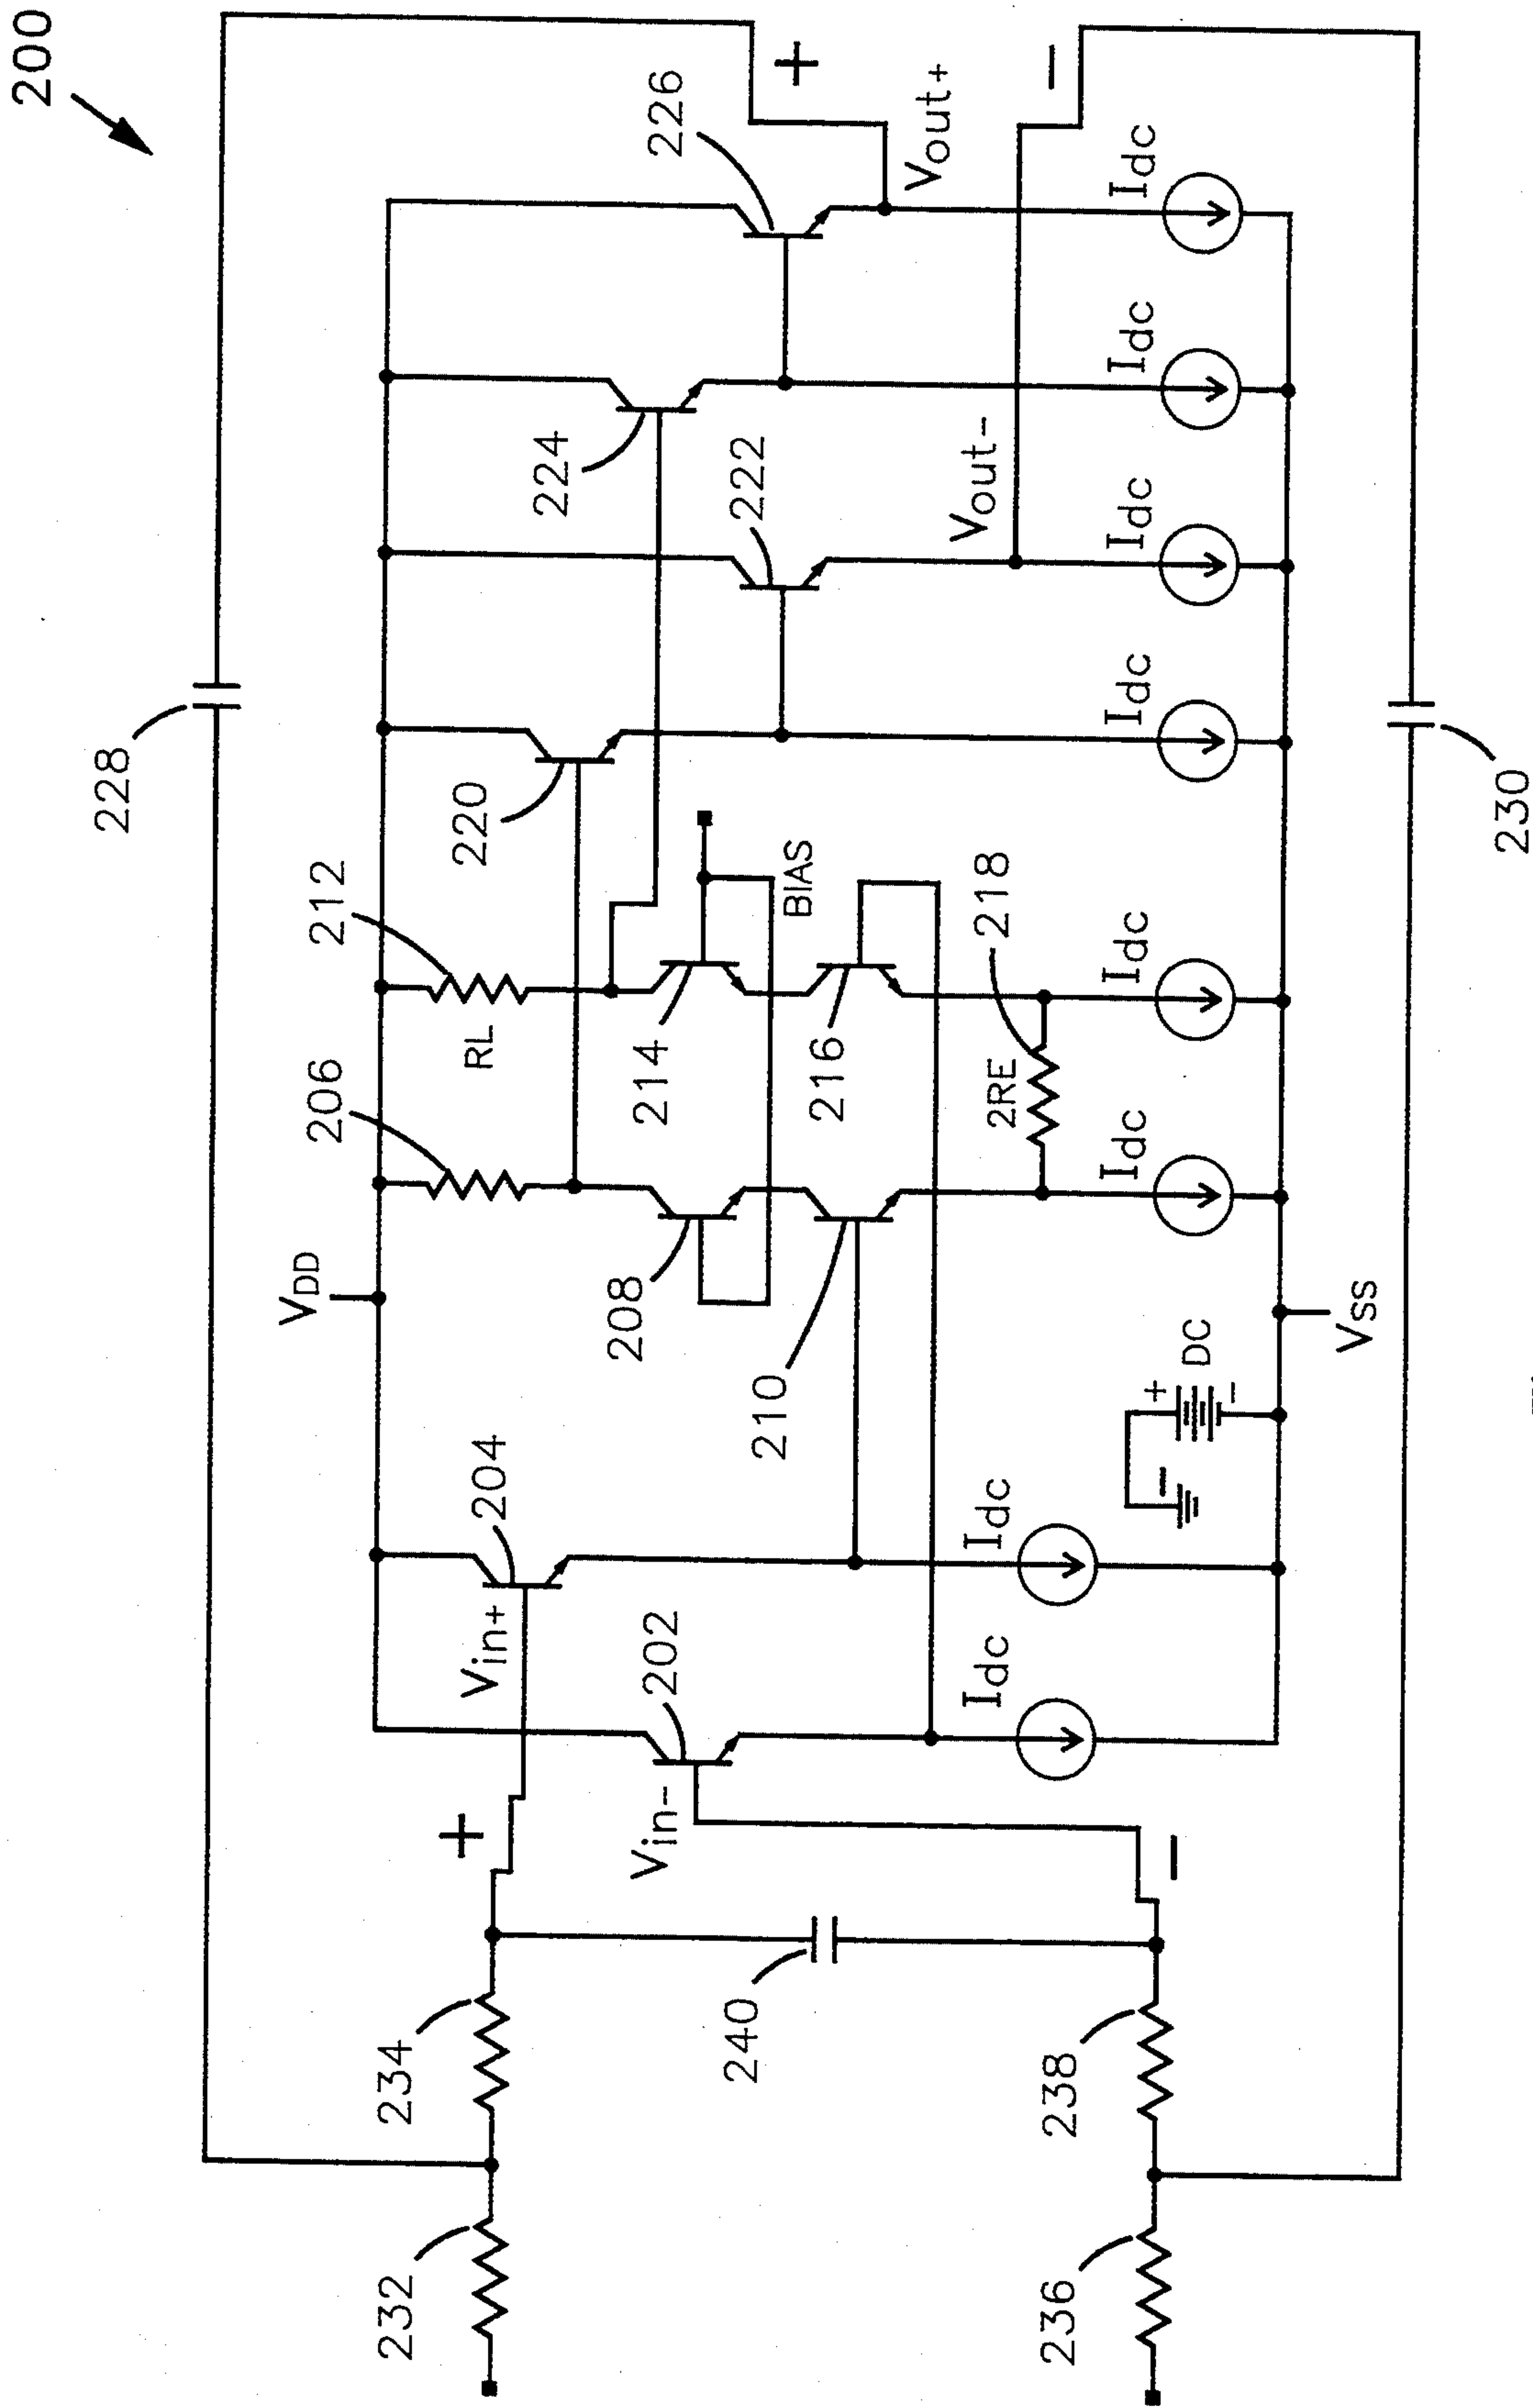 200
228
+
226
Vout+
Idc
224
Idc
222
Vout-
Idc
220
Idc
-
230
212
RL
214
BIAS
216
218
2RE
Idc
206
208
210
Idc
VDD
VSS
+
DC
-
-
204
Vin+
Idc
202
Vin-
Idc
+
-
240
234
238
232
236